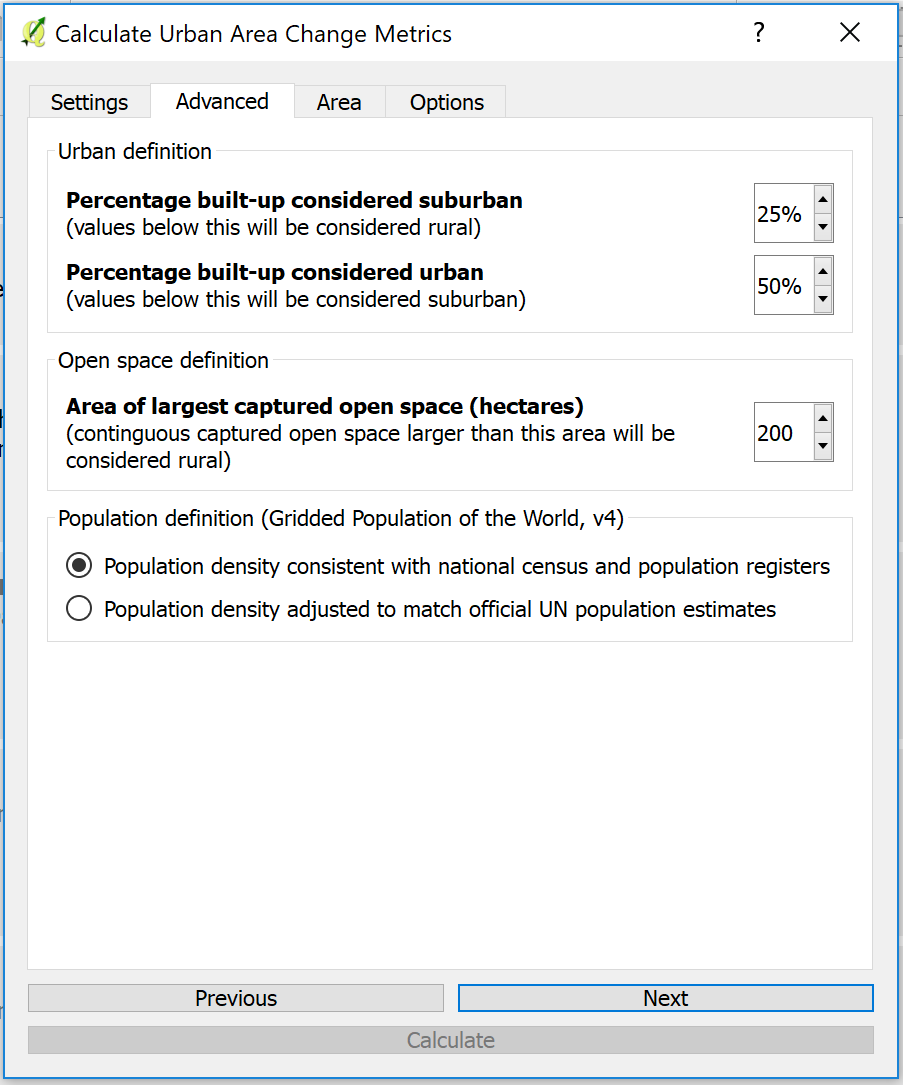 Calculate Urban Area Change Metrics
?
Settings
Advanced
Area
Options
Urban definition
Percentage built-up considered suburban
(values below this will be considered rural)
25%
Percentage built-up considered urban
(values below this will be considered suburban)
50%
Open space definition
Area of largest captured open space (hectares)
(continguous captured open space larger than this area will be
considered rural)
200
Population definition (Gridded Population of the World, v4)
Population density consistent with national census and population registers
Population density adjusted to match official UN population estimates
Previous
Next
Calculate